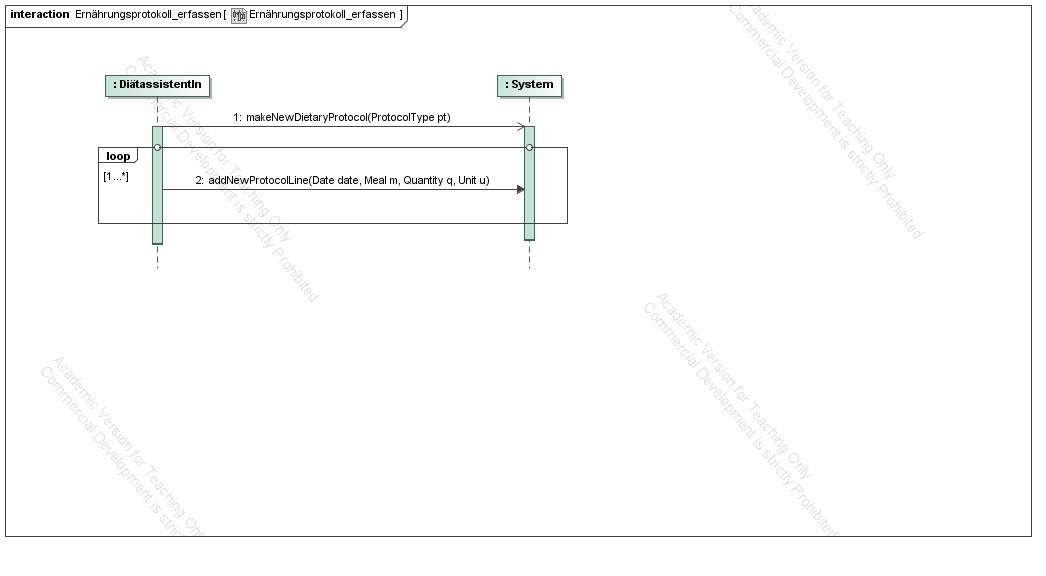 interaction Ernährungsprotokoll_erfassen [ Ernährungsprotokoll_erfassen ]
: DiätassistentIn
: System
1: makeNewDietaryProtocol(ProtocolType pt)
loop
[1...*]
2: addNewProtocolLine(Date date, Meal m, Quantity q, Unit u)
Academic Version for Teaching Only
Commercial Development is strictly Prohibited
Academic Version for Teaching Only
Commercial Development is strictly Prohibited
Academic Version for Teaching Only
Commercial Development is strictly Prohibited
Academic Version for Teaching Only
Commercial Development is